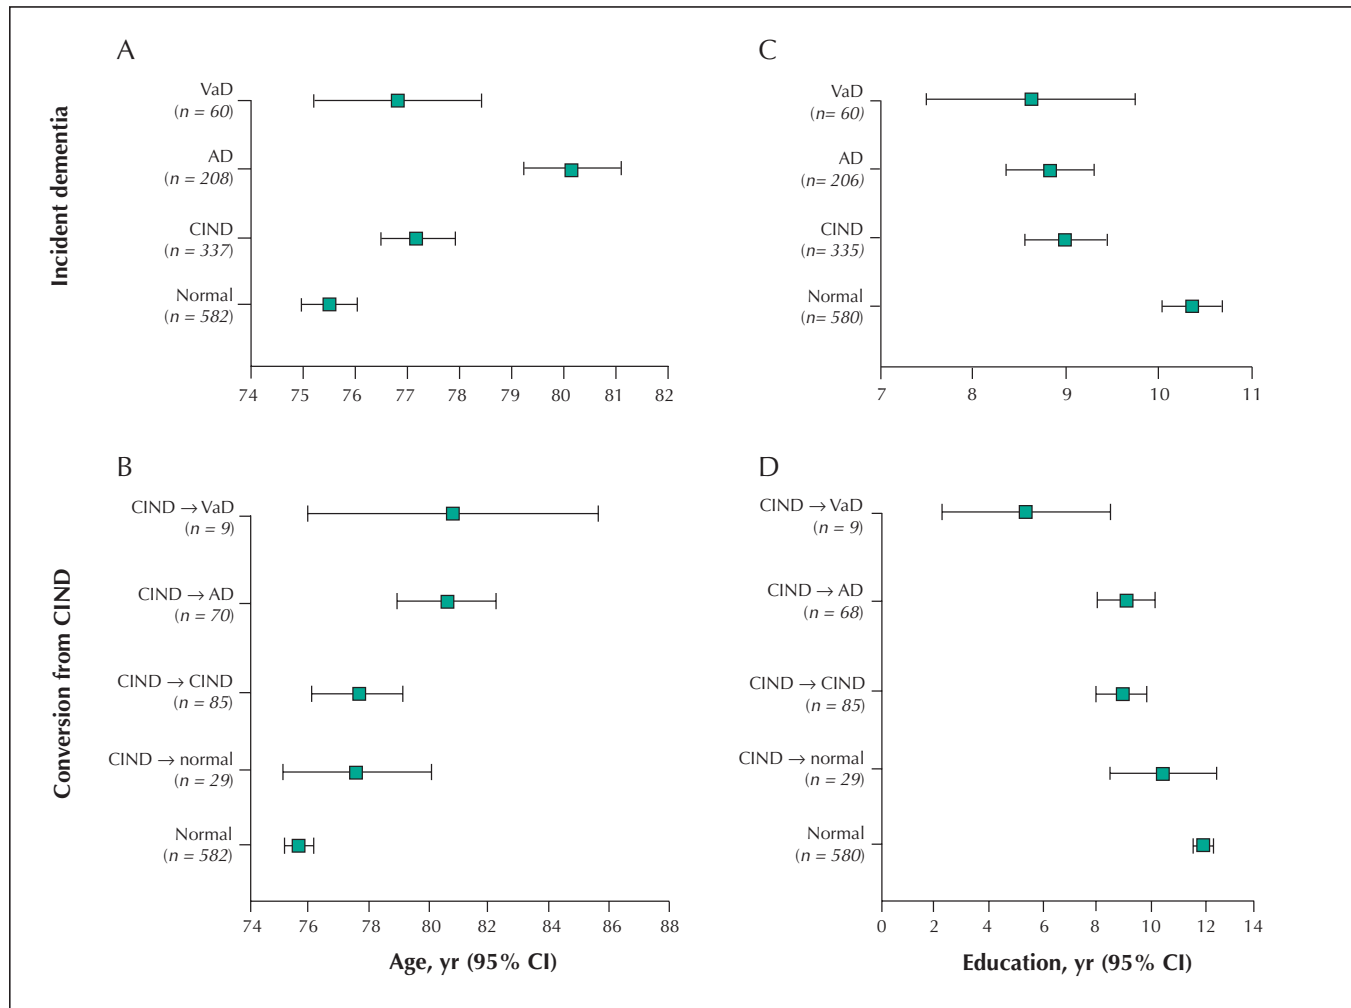 A
Incident dementia
VaD
(n = 60)
AD
(n = 208)
CIND
(n = 337)
Normal
(n = 582)
74 75 76 77 78 79 80 81 82
C
VaD
(n= 60)
AD
(n= 206)
CIND
(n= 335)
Normal
(n= 580)
7 8 9 10 11
B
Conversion from CIND
CIND → VaD
(n = 9)
CIND → AD
(n = 70)
CIND → CIND
(n = 85)
CIND → normal
(n = 29)
Normal
(n = 582)
74 76 78 80 82 84 86 88
Age, yr (95% CI)
D
CIND → VaD
(n = 9)
CIND → AD
(n = 68)
CIND → CIND
(n = 85)
CIND → normal
(n = 29)
Normal
(n = 580)
0 2 4 6 8 10 12 14
Education, yr (95% CI)